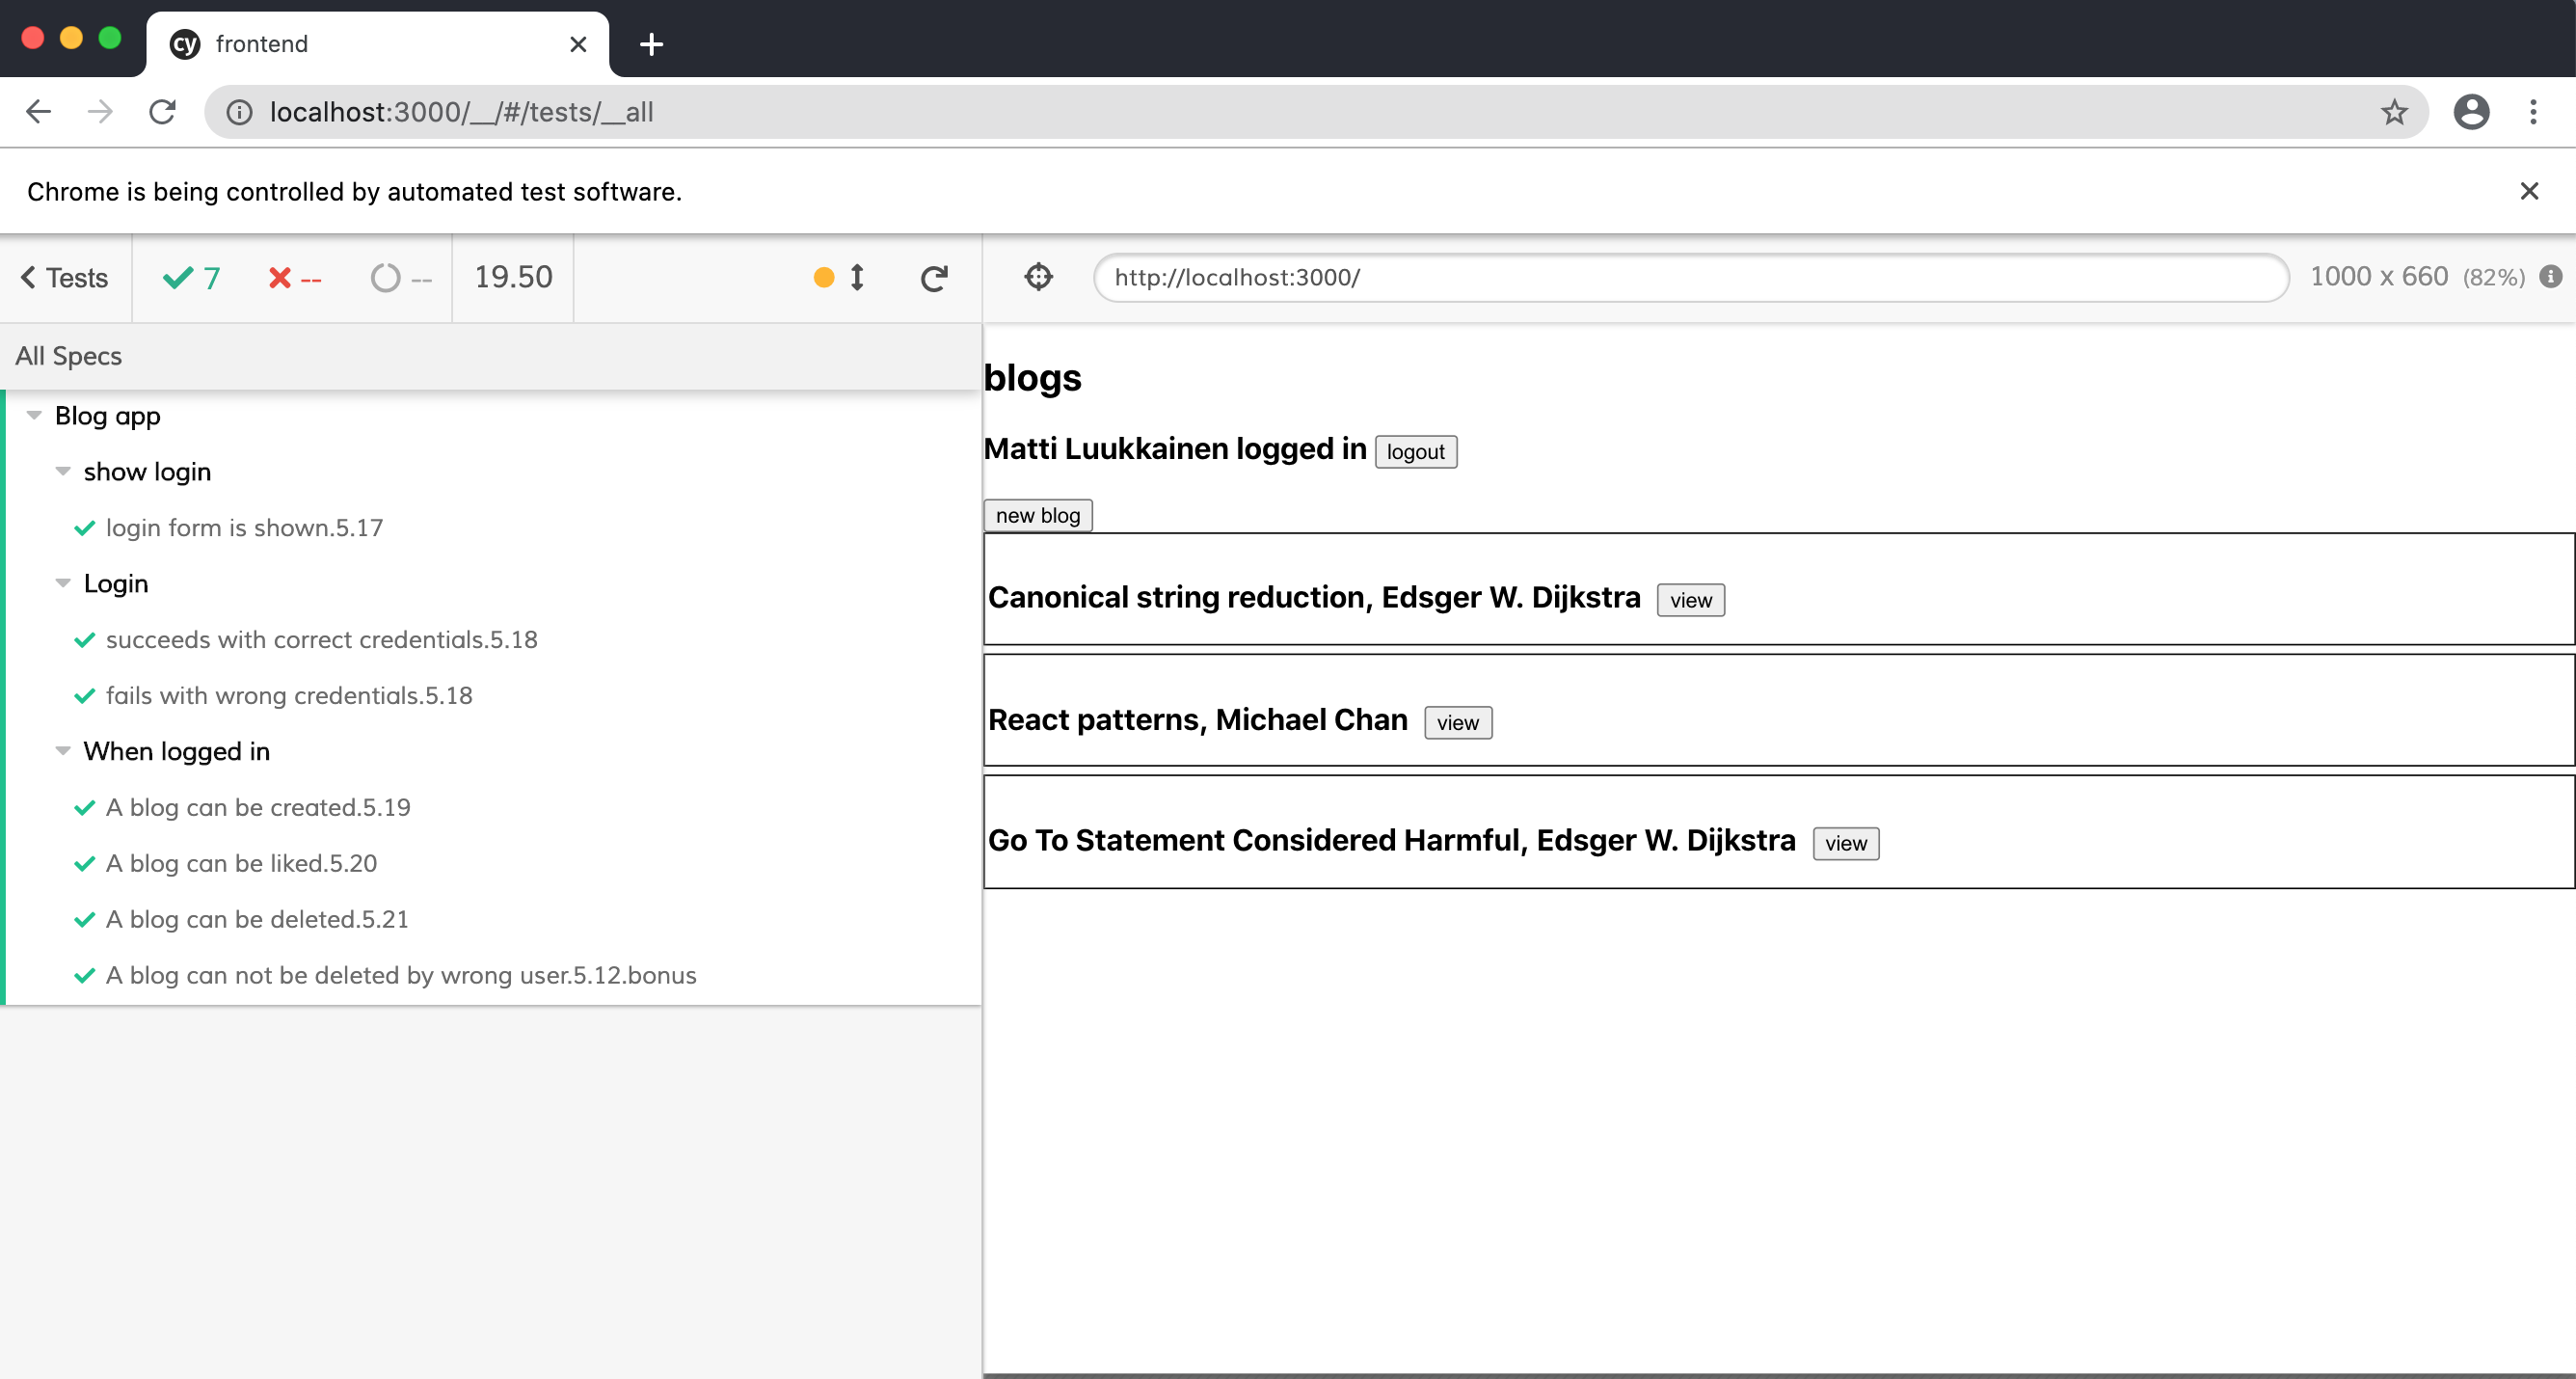 cy frontend
localhost:3000/__/#/tests/__all
Chrome is being controlled by automated test software.
Tests 7 -- -- 19.50
http://localhost:3000/ 1000 x 660 (82%)
All Specs
Blog app
show login
login form is shown.5.17
Login
succeeds with correct credentials.5.18
fails with wrong credentials.5.18
When logged in
A blog can be created.5.19
A blog can be liked.5.20
A blog can be deleted.5.21
A blog can not be deleted by wrong user.5.12.bonus
blogs
Matti Luukkainen logged in logout
new blog
Canonical string reduction, Edsger W. Dijkstra view
React patterns, Michael Chan view
Go To Statement Considered Harmful, Edsger W. Dijkstra view